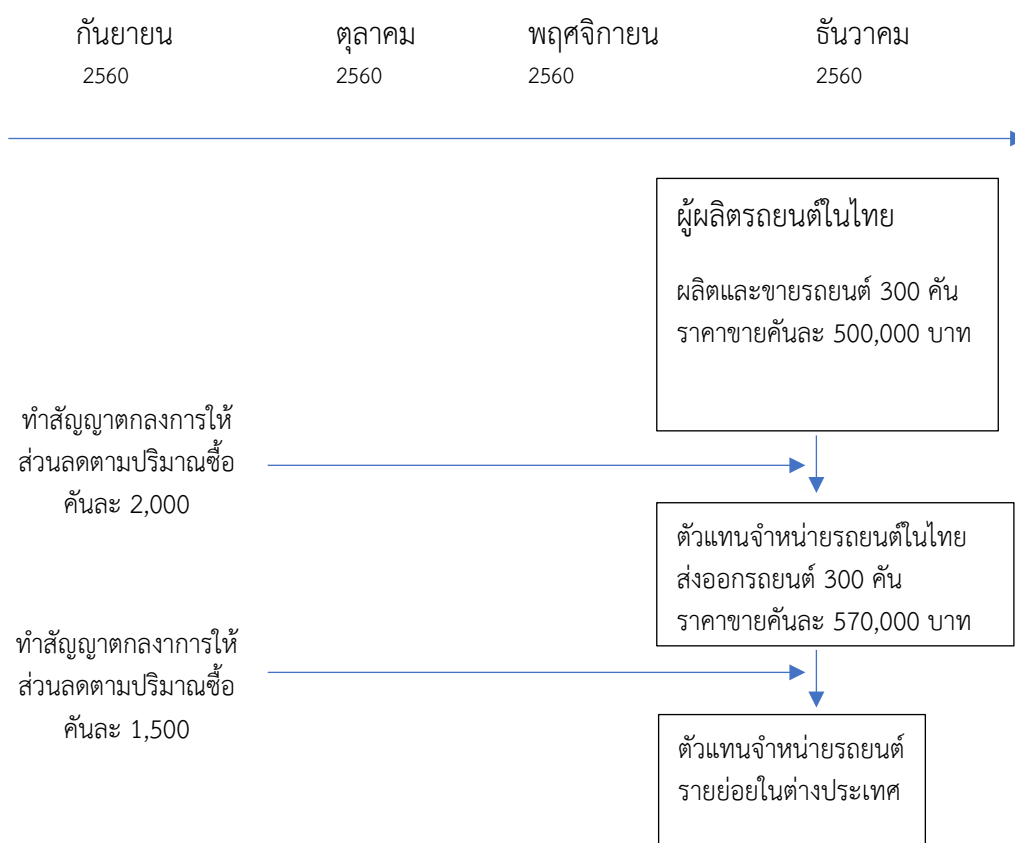 กันยายน ตุลาคม พฤศจิกายน ธันวาคม
2560 2560 2560 2560
ผู้ผลิตรถยนต์ในไทย
ผลิตและขายรถยนต์ 300 คัน
ราคาขายคันละ 500,000 บาท
ทำสัญญาตกลงการให้
ส่วนลดตามปริมาณซื้อ
คันละ 2,000
ตัวแทนจำหน่ายรถยนต์ในไทย
ส่งออกรถยนต์ 300 คัน
ราคาขายคันละ 570,000 บาท
ทำสัญญาตกลงาการให้
ส่วนลดตามปริมาณซื้อ
คันละ 1,500
ตัวแทนจำหน่ายรถยนต์
รายย่อยในต่างประเทศ